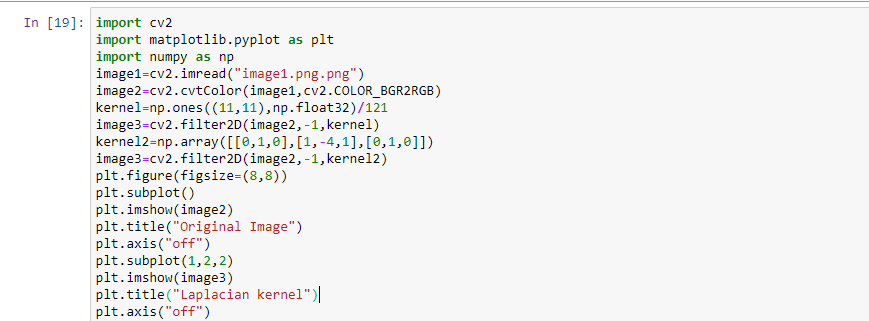 In [19]: import cv2
import matplotlib.pyplot as plt
import numpy as np
image1=cv2.imread("image1.png.png")
image2=cv2.cvtColor(image1,cv2.COLOR_BGR2RGB)
kernel=np.ones((11,11),np.float32)/121
image3=cv2.filter2D(image2,-1,kernel)
kernel2=np.array([[0,1,0],[1,-4,1],[0,1,0]])
image3=cv2.filter2D(image2,-1,kernel2)
plt.figure(figsize=(8,8))
plt.subplot()
plt.imshow(image2)
plt.title("Original Image")
plt.axis("off")
plt.subplot(1,2,2)
plt.imshow(image3)
plt.title("Laplacian kernel")
plt.axis("off")